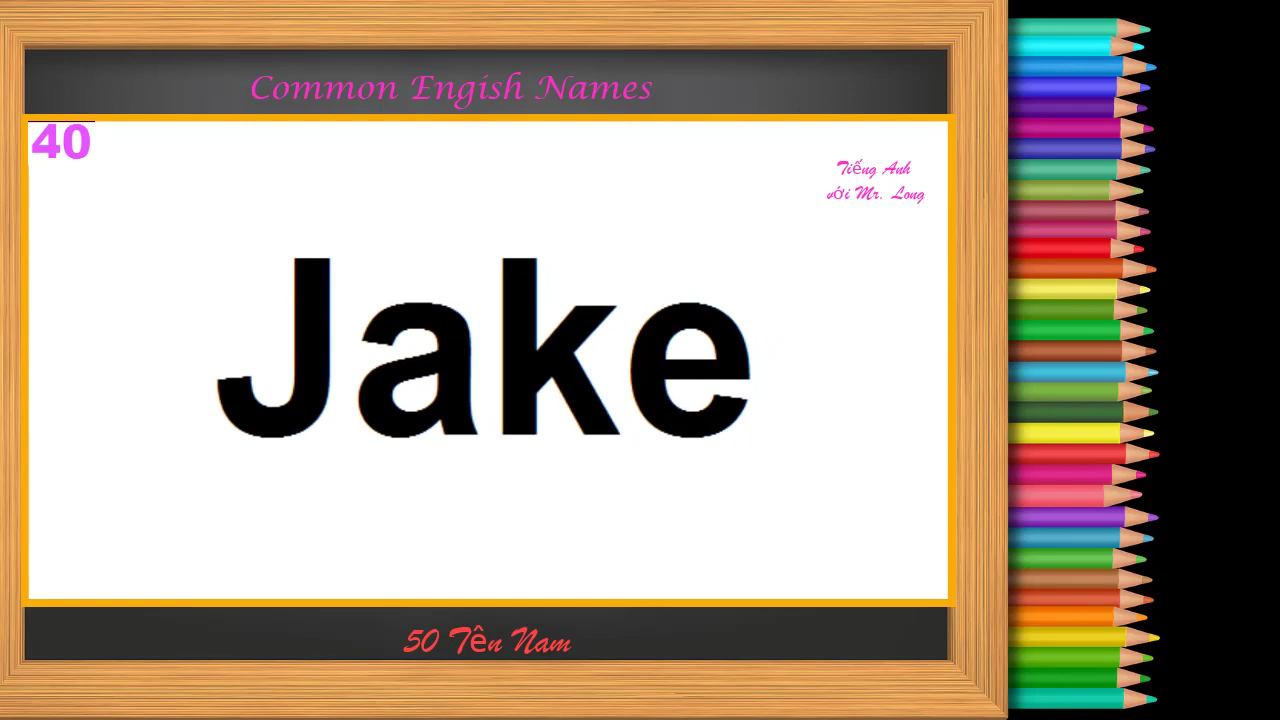 Common Engish Names
40
Tiếng Anh
với Mr. Long
Jake
50 Tên Nam